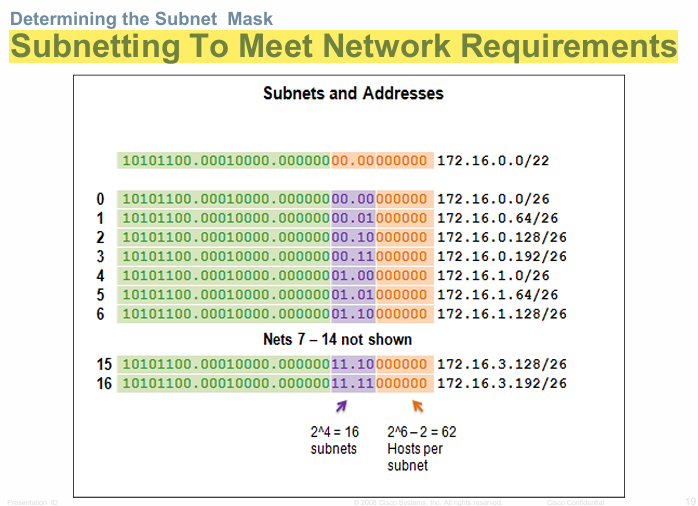 Determining the Subnet Mask
Subnetting To Meet Network Requirements
Subnets and Addresses
10101100.00010000.00000000.00000000 172.16.0.0/22
0 10101100.00010000.00000000.00000000 172.16.0.0/26
1 10101100.00010000.00000000.01000000 172.16.0.64/26
2 10101100.00010000.00000000.10000000 172.16.0.128/26
3 10101100.00010000.00000000.11000000 172.16.0.192/26
4 10101100.00010000.00000001.00000000 172.16.1.0/26
5 10101100.00010000.00000001.01000000 172.16.1.64/26
6 10101100.00010000.00000001.10000000 172.16.1.128/26
Nets 7 – 14 not shown
15 10101100.00010000.00000011.10000000 172.16.3.128/26
16 10101100.00010000.00000011.11000000 172.16.3.192/26
2^4 = 16 2^6 – 2 = 62
subnets Hosts per
subnet
Presentation_ID © 2008 Cisco Systems, Inc. All rights reserved. Cisco Confidential 19